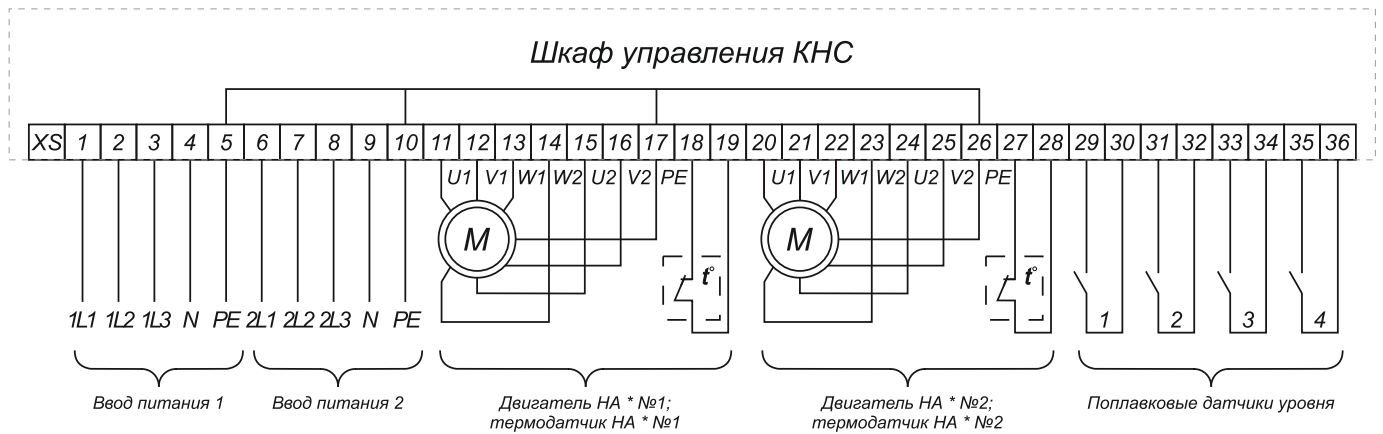 Шкаф управления КНС
XS 1 2 3 4 5 6 7 8 9 10 11 12 13 14 15 16 17 18 19 20 21 22 23 24 25 26 27 28 29 30 31 32 33 34 35 36
U1 V1 W1 W2 U2 V2 PE U1 V1 W1 W2 U2 V2 PE
M M
t° t°
1L1 1L2 1L3 N PE 2L1 2L2 2L3 N PE 1 2 3 4
Ввод питания 1 Ввод питания 2 Двигатель НА * №1; Двигатель НА * №2; Поплавковые датчики уровня
термодатчик НА * №1 термодатчик НА * №2